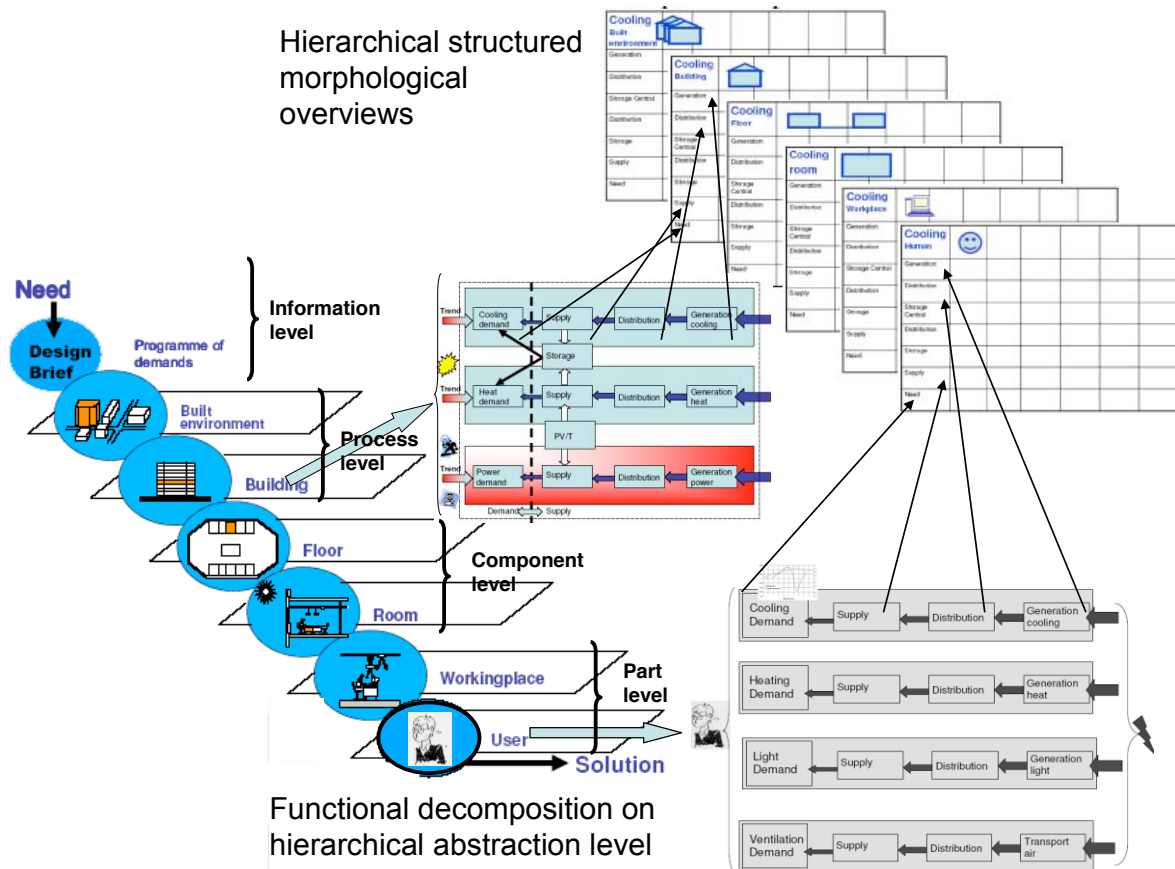 Hierarchical structured
morphological
overviews
Cooling
Built
environment
Generation
Distribution
Storage Central
Distribution
Storage
Supply
Need
Cooling
Building
Generation
Distribution
Storage
Central
Distribution
Storage
Supply
Need
Cooling
Floor
Generation
Distribution
Storage
Central
Distribution
Storage
Supply
Need
Cooling
room
Generation
Distribution
Storage
Central
Distribution
Storage
Supply
Need
Cooling
Workplace
Generation
Distribution
Storage Central
Distribution
Storage
Supply
Need
Cooling
Human
Generation
Distribution
Storage
Central
Distribution
Storage
Supply
Need
Need
Design
Brief
Programme of
demands
Information
level
Built
environment
Building
Process
level
Floor
Room
Component
level
Workingplace
User
Part
level
Solution
Trend
Cooling
demand
Supply
Distribution
Generation
cooling
Storage
Trend
Heat
demand
Supply
Distribution
Generation
heat
PV/T
Trend
Power
demand
Supply
Distribution
Generation
power
Demand
Supply
Cooling
Demand
Supply
Distribution
Generation
cooling
Heating
Demand
Supply
Distribution
Generation
heat
Light
Demand
Supply
Distribution
Generation
light
Ventilation
Demand
Supply
Distribution
Transport
air
Functional decomposition on
hierarchical abstraction level